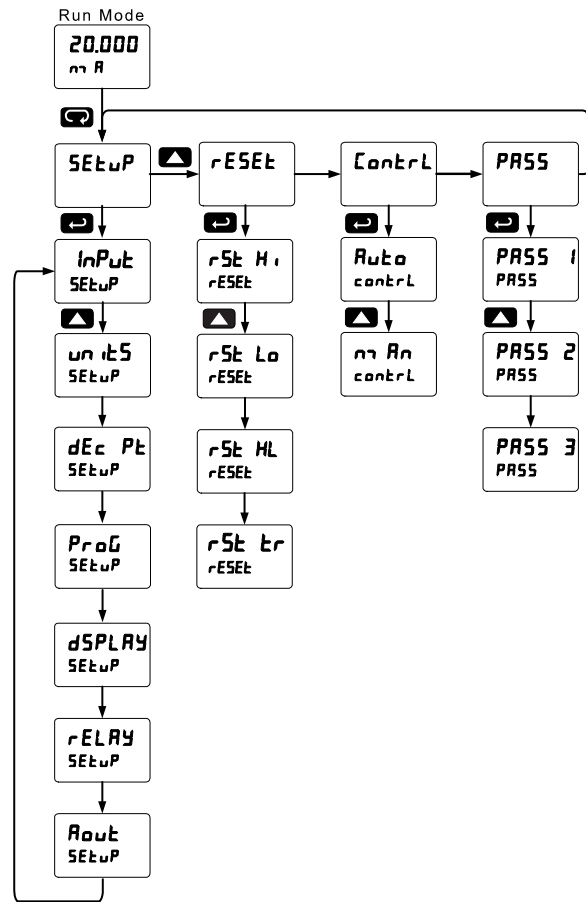 Run Mode
20.000
mA
SEtuP
rESEt
ContrL
PASS
InPut
SEtuP
rSt Hi
rESEt
Auto
contrL
PASS 1
PASS
unitS
SEtuP
rSt Lo
rESEt
mAn
contrL
PASS 2
PASS
dEc Pt
SEtuP
rSt HL
rESEt
PASS 3
PASS
ProG
SEtuP
rSt tr
rESEt
dSPLAY
SEtuP
rELAY
SEtuP
Aout
SEtuP